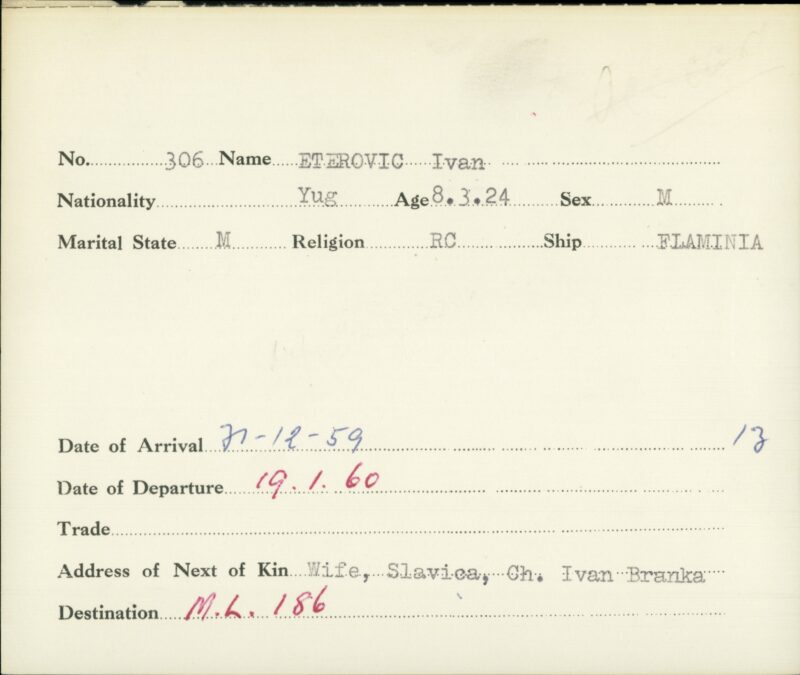 No. 306 Name ETEROVIC Ivan
Nationality Yug Age 8.3.24 Sex M
Marital State M Religion RC Ship FLAMINIA
Date of Arrival 31-12-59 13
Date of Departure 19.1.60
Trade
Address of Next of Kin Wife, Slavica, Ch. Ivan Branka
Destination M.L. 186